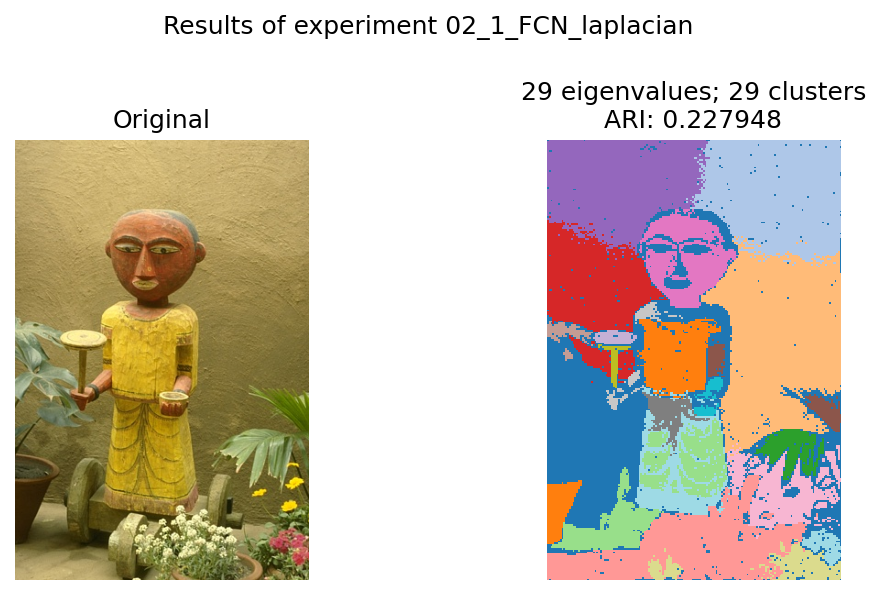 Results of experiment 02_1_FCN_laplacian
Original
29 eigenvalues; 29 clusters
ARI: 0.227948